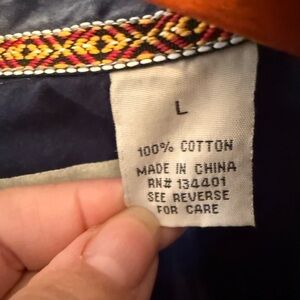 L
100% COTTON
MADE IN CHINA
RN# 134401
SEE REVERSE
FOR CARE